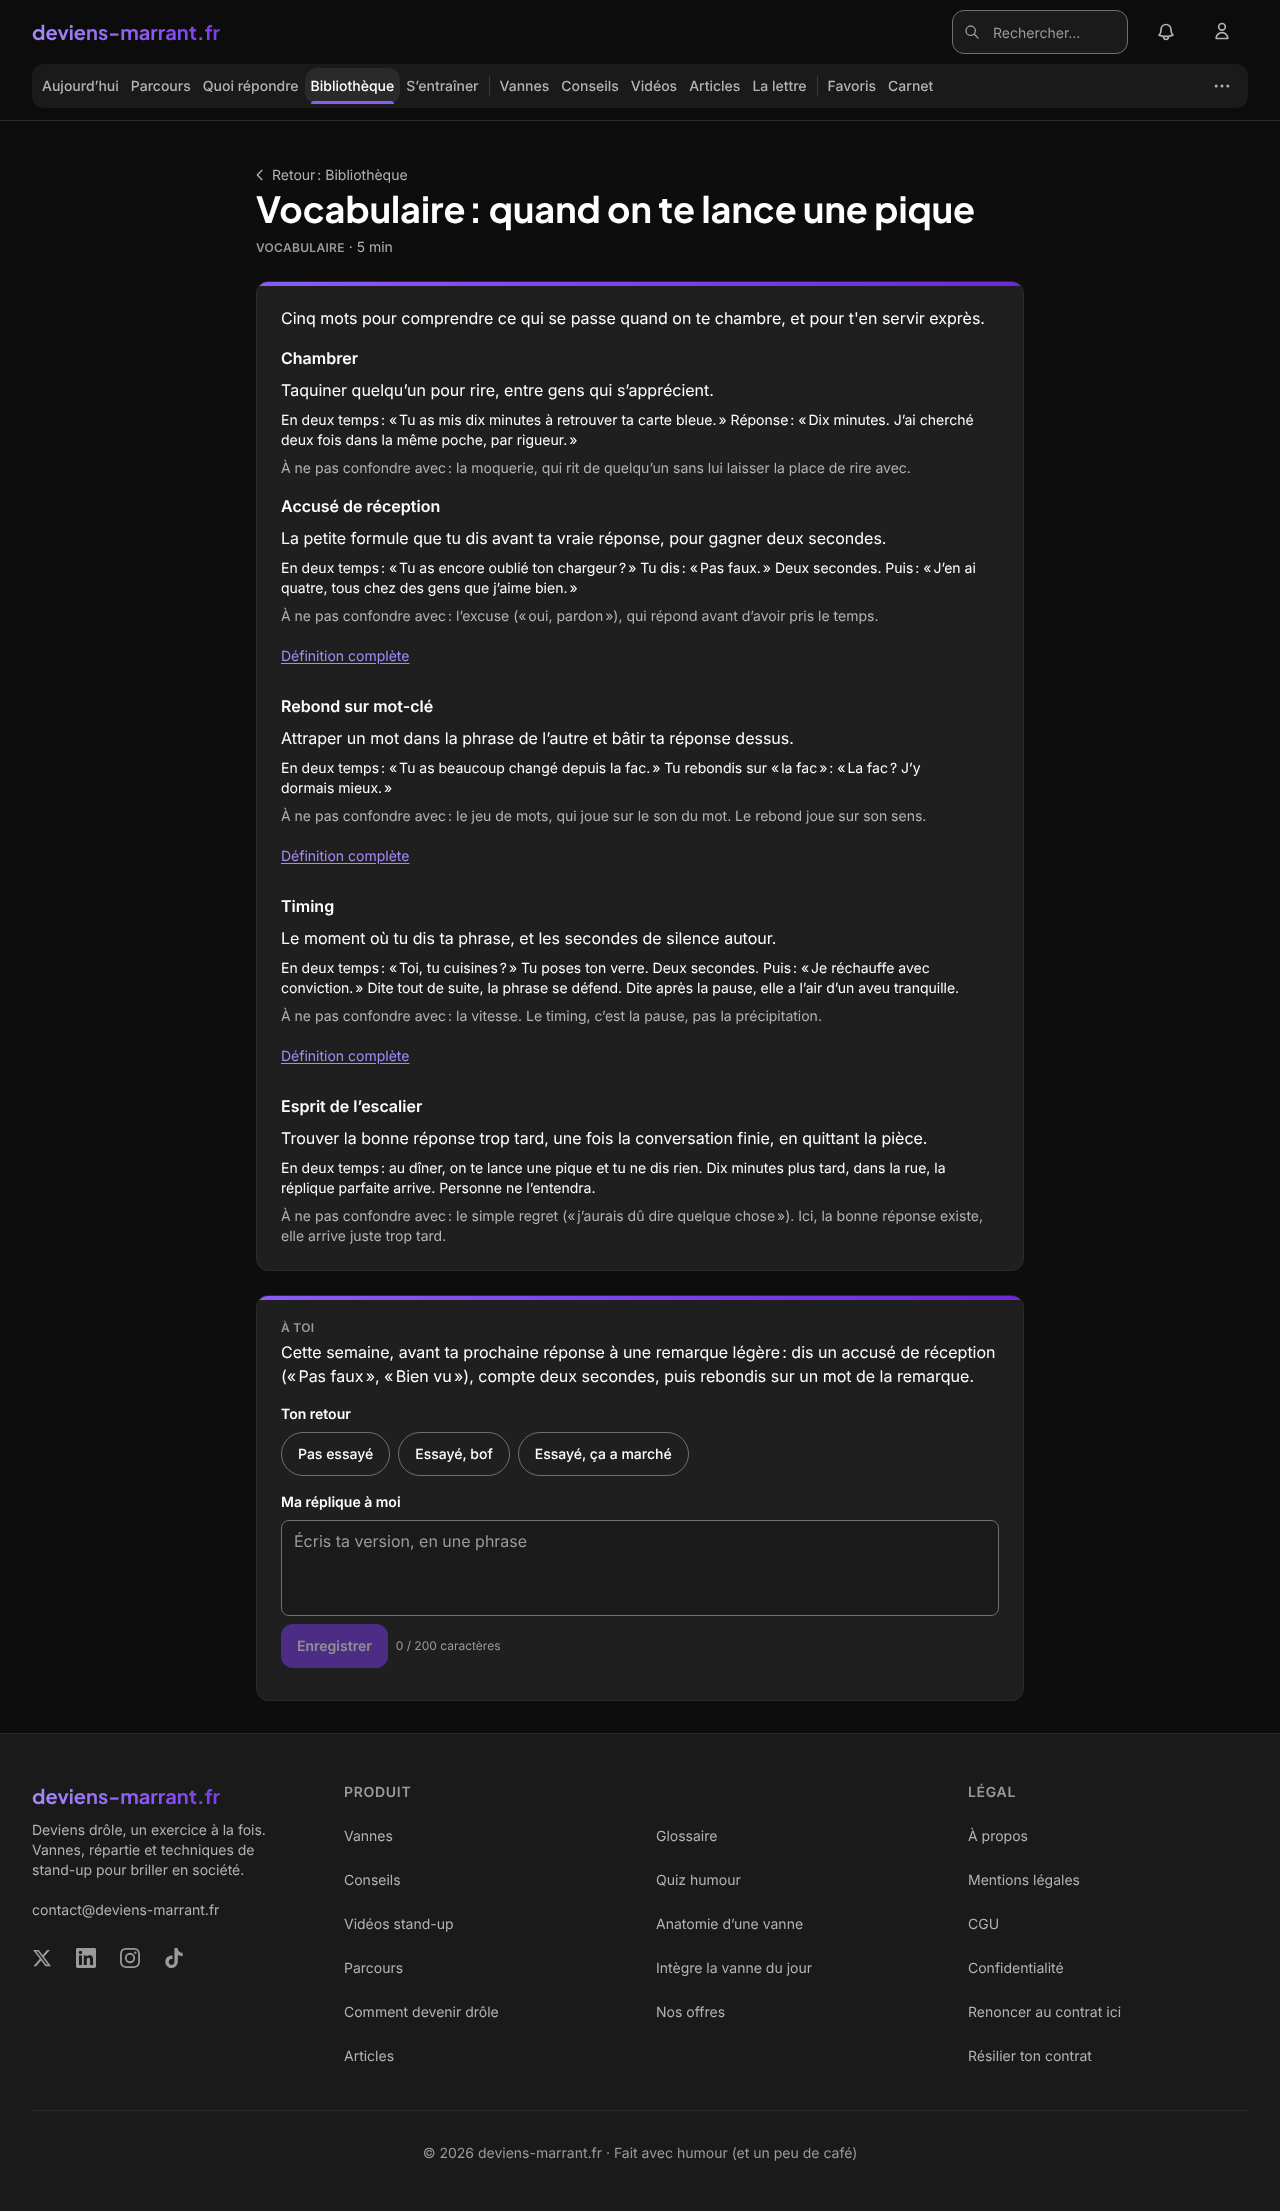 deviens-marrant.fr
Rechercher...
Aujourd’hui Parcours Quoi répondre Bibliothèque S’entraîner Vannes Conseils Vidéos Articles La lettre Favoris Carnet
Retour : Bibliothèque
Vocabulaire : quand on te lance une pique
VOCABULAIRE · 5 min
Cinq mots pour comprendre ce qui se passe quand on te chambre, et pour t'en servir exprès.
Chambrer
Taquiner quelqu’un pour rire, entre gens qui s’apprécient.
En deux temps : « Tu as mis dix minutes à retrouver ta carte bleue. » Réponse : « Dix minutes. J’ai cherché
deux fois dans la même poche, par rigueur. »
À ne pas confondre avec : la moquerie, qui rit de quelqu’un sans lui laisser la place de rire avec.
Accusé de réception
La petite formule que tu dis avant ta vraie réponse, pour gagner deux secondes.
En deux temps : « Tu as encore oublié ton chargeur ? » Tu dis : « Pas faux. » Deux secondes. Puis : « J’en ai
quatre, tous chez des gens que j’aime bien. »
À ne pas confondre avec : l’excuse (« oui, pardon »), qui répond avant d’avoir pris le temps.
Définition complète
Rebond sur mot-clé
Attraper un mot dans la phrase de l’autre et bâtir ta réponse dessus.
En deux temps : « Tu as beaucoup changé depuis la fac. » Tu rebondis sur « la fac » : « La fac ? J’y
dormais mieux. »
À ne pas confondre avec : le jeu de mots, qui joue sur le son du mot. Le rebond joue sur son sens.
Définition complète
Timing
Le moment où tu dis ta phrase, et les secondes de silence autour.
En deux temps : « Toi, tu cuisines ? » Tu poses ton verre. Deux secondes. Puis : « Je réchauffe avec
conviction. » Dite tout de suite, la phrase se défend. Dite après la pause, elle a l’air d’un aveu tranquille.
À ne pas confondre avec : la vitesse. Le timing, c’est la pause, pas la précipitation.
Définition complète
Esprit de l’escalier
Trouver la bonne réponse trop tard, une fois la conversation finie, en quittant la pièce.
En deux temps : au dîner, on te lance une pique et tu ne dis rien. Dix minutes plus tard, dans la rue, la
réplique parfaite arrive. Personne ne l’entendra.
À ne pas confondre avec : le simple regret (« j’aurais dû dire quelque chose »). Ici, la bonne réponse existe,
elle arrive juste trop tard.
À TOI
Cette semaine, avant ta prochaine réponse à une remarque légère : dis un accusé de réception
(« Pas faux », « Bien vu »), compte deux secondes, puis rebondis sur un mot de la remarque.
Ton retour
Pas essayé Essayé, bof Essayé, ça a marché
Ma réplique à moi
Écris ta version, en une phrase
Enregistrer 0 / 200 caractères
deviens-marrant.fr
Deviens drôle, un exercice à la fois.
Vannes, répartie et techniques de
stand-up pour briller en société.
contact@deviens-marrant.fr
PRODUIT
Vannes
Conseils
Vidéos stand-up
Parcours
Comment devenir drôle
Articles
Glossaire
Quiz humour
Anatomie d’une vanne
Intègre la vanne du jour
Nos offres
LÉGAL
À propos
Mentions légales
CGU
Confidentialité
Renoncer au contrat ici
Résilier ton contrat
© 2026 deviens-marrant.fr · Fait avec humour (et un peu de café)